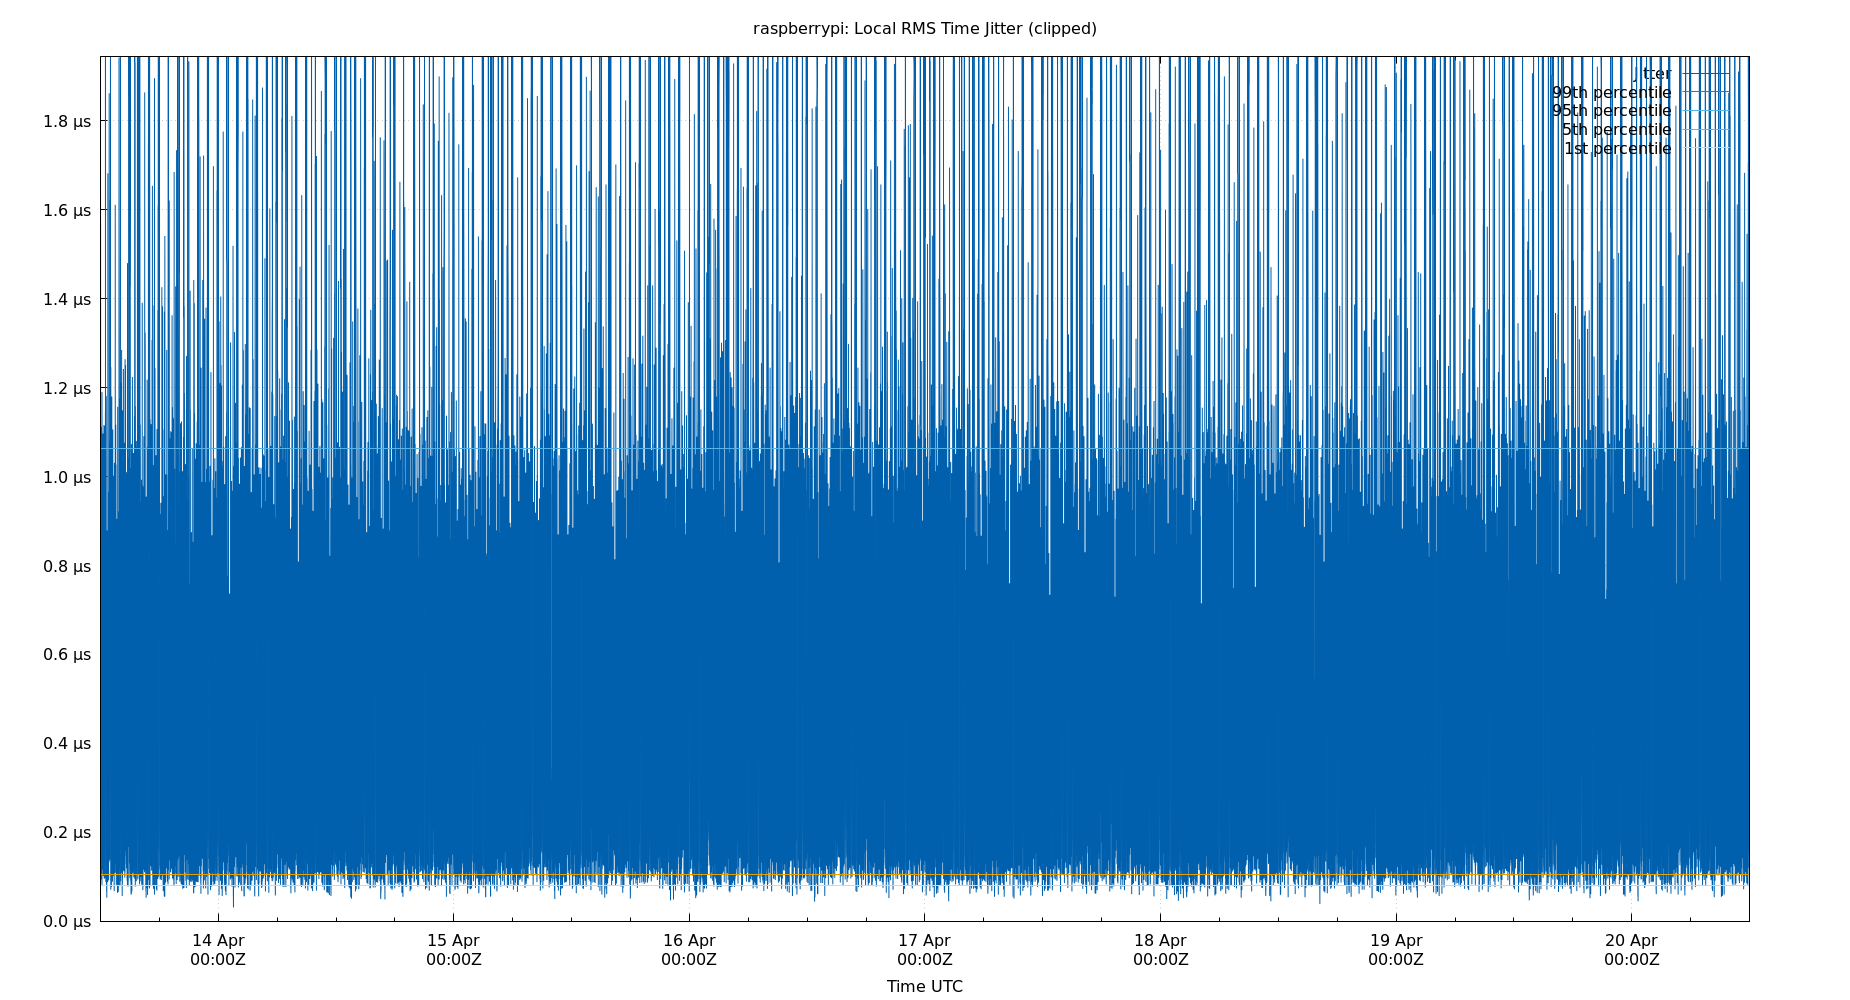 raspberrypi: Local RMS Time Jitter (clipped)
Jitter
99th percentile
95th percentile
5th percentile
1st percentile
1.8 µs
1.6 µs
1.4 µs
1.2 µs
1.0 µs
0.8 µs
0.6 µs
0.4 µs
0.2 µs
0.0 µs
14 Apr 15 Apr 16 Apr 17 Apr 18 Apr 19 Apr 20 Apr
00:00Z 00:00Z 00:00Z 00:00Z 00:00Z 00:00Z 00:00Z
Time UTC